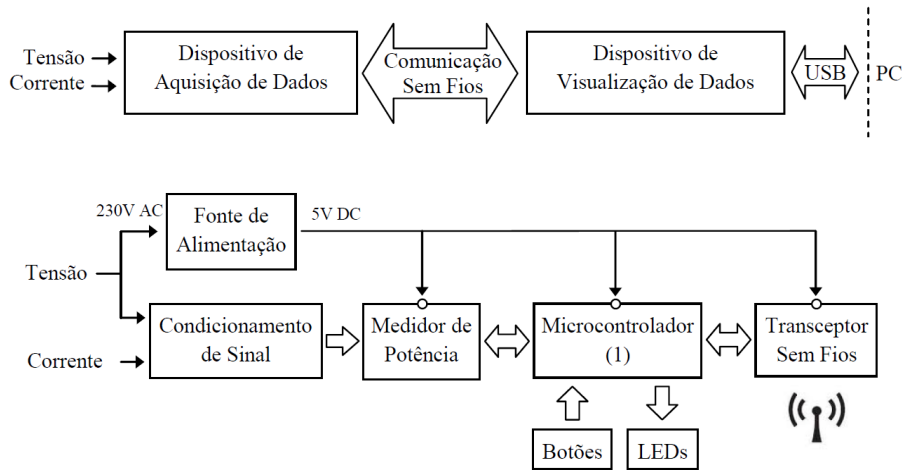 Tensão
Corrente
Dispositivo de
Aquisição de Dados
Comunicação
Sem Fios
Dispositivo de
Visualização de Dados
USB
PC
230V AC
Fonte de
Alimentação
5V DC
Tensão
Corrente
Condicionamento
de Sinal
Medidor de
Potência
Microcontrolador
(1)
Transceptor
Sem Fios
Botões
LEDs